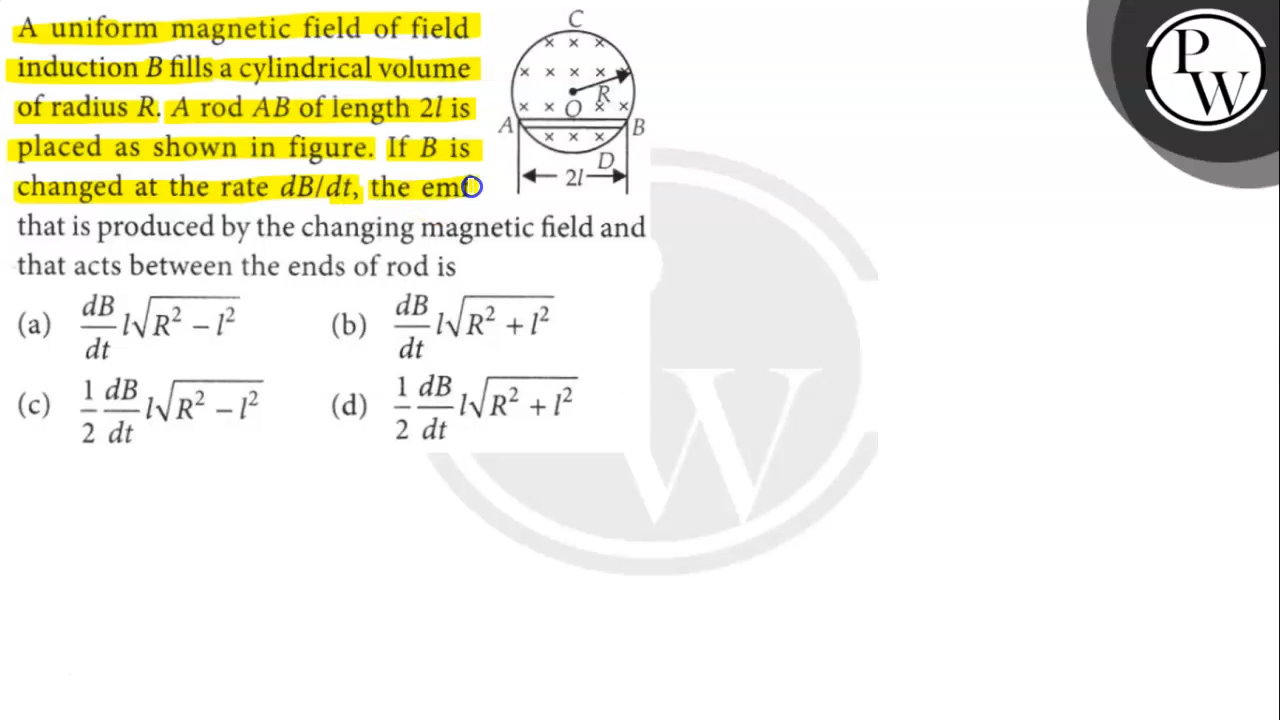 A uniform magnetic field of field
induction B fills a cylindrical volume
of radius R. A rod AB of length 2l is
placed as shown in figure. If B is
changed at the rate dB/dt, the emf
that is produced by the changing magnetic field and
that acts between the ends of rod is
(a) dB/dt l√R² − l²
(b) dB/dt l√R² + l²
(c) 1/2 dB/dt l√R² − l²
(d) 1/2 dB/dt l√R² + l²
C
× × ×
× × × × ×
R
× × O × ×
A B
× × ×
D
2l
P
W
W